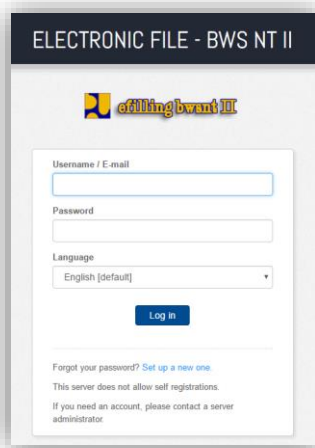 ELECTRONIC FILE - BWS NT II
efilling bwsnt II
Username / E-mail
Password
Language
English [default]
Log in
Forgot your password? Set up a new one.
This server does not allow self registrations.
If you need an account, please contact a server
administrator.